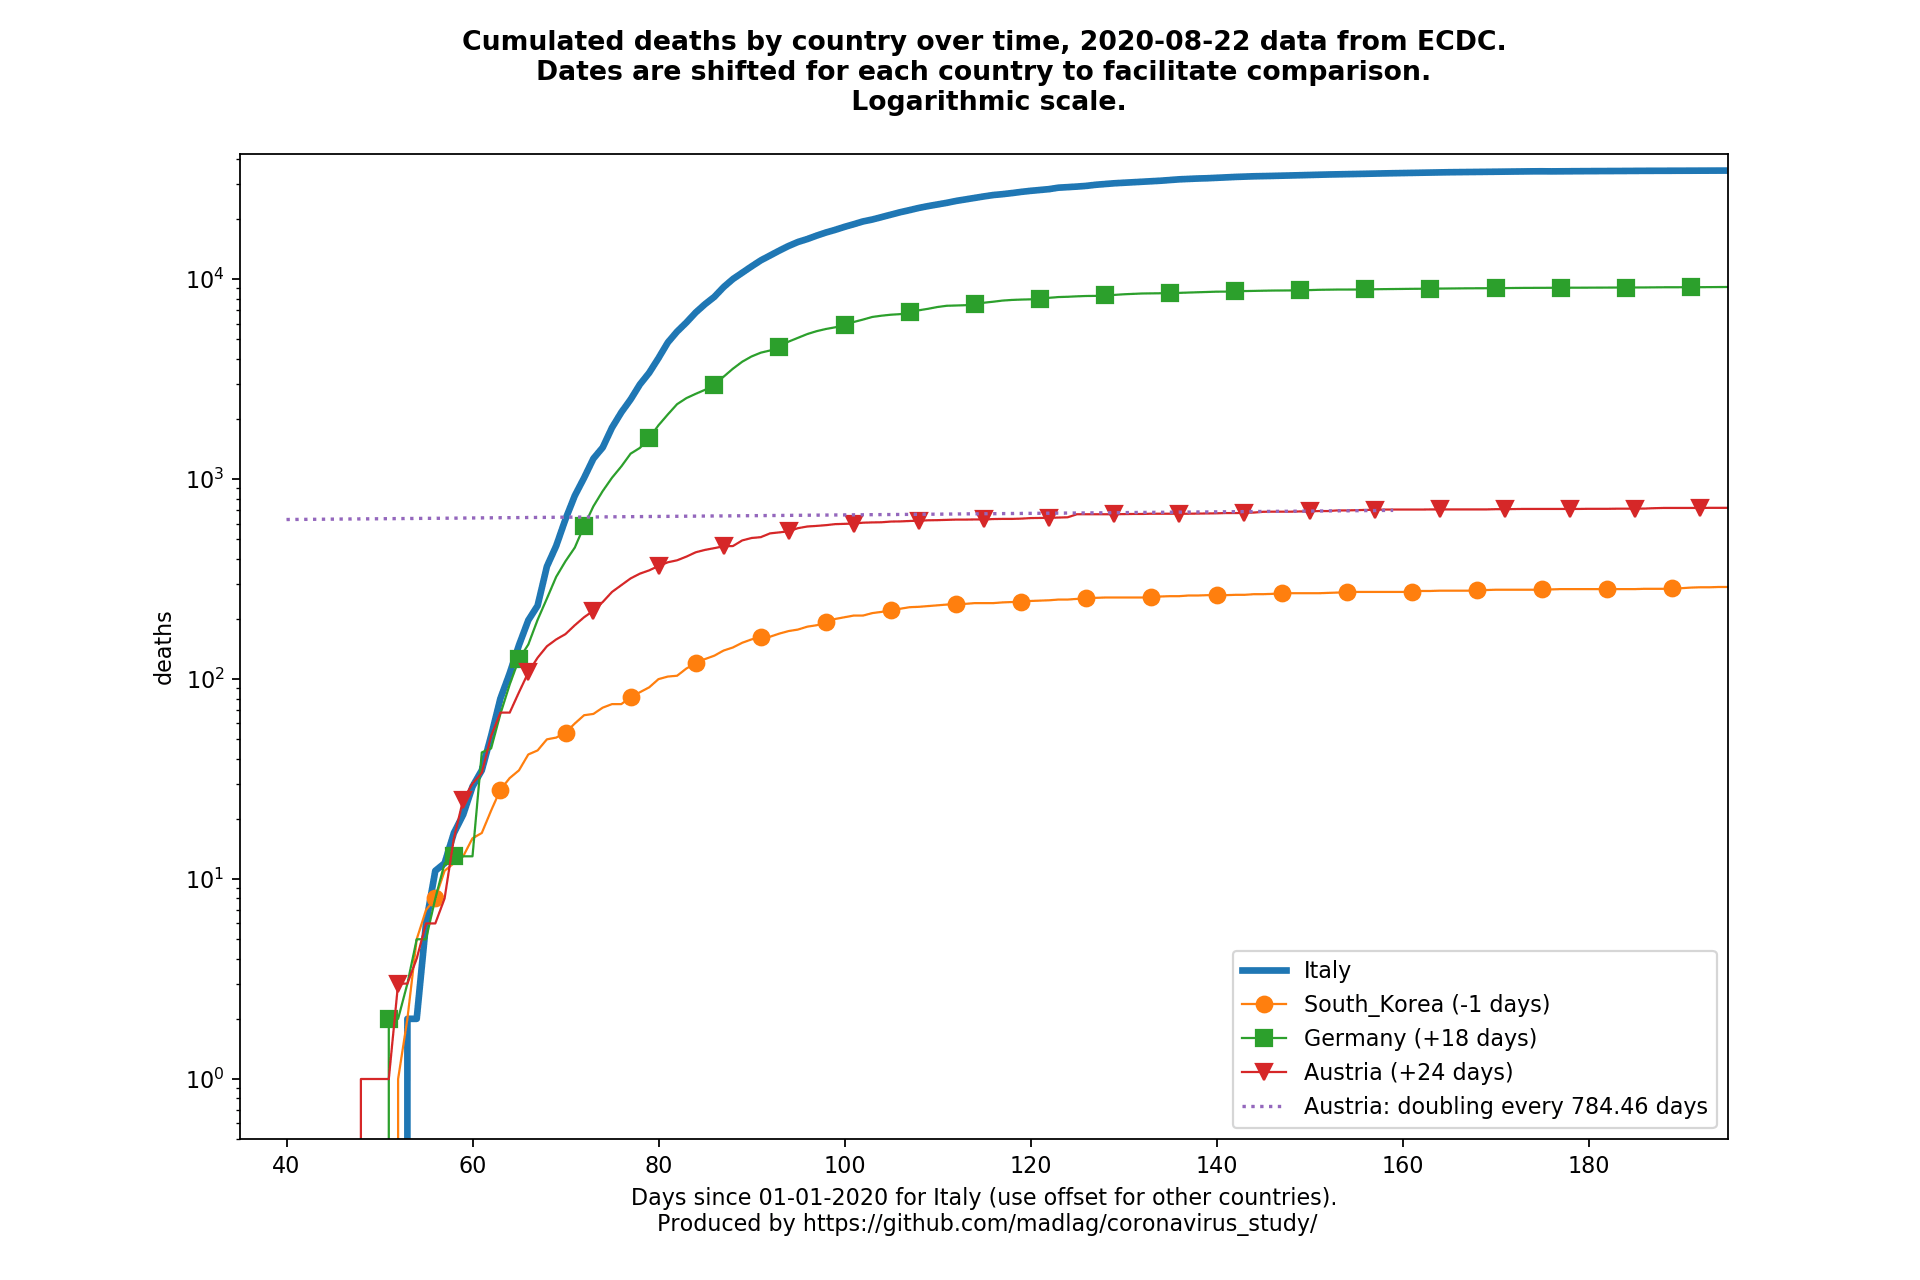 Cumulated deaths by country over time, 2020-08-22 data from ECDC.
Dates are shifted for each country to facilitate comparison.
Logarithmic scale.
10^4
10^3
10^2
10^1
10^0
deaths
Italy
South_Korea (-1 days)
Germany (+18 days)
Austria (+24 days)
Austria: doubling every 784.46 days
40 60 80 100 120 140 160 180
Days since 01-01-2020 for Italy (use offset for other countries).
Produced by https://github.com/madlag/coronavirus_study/